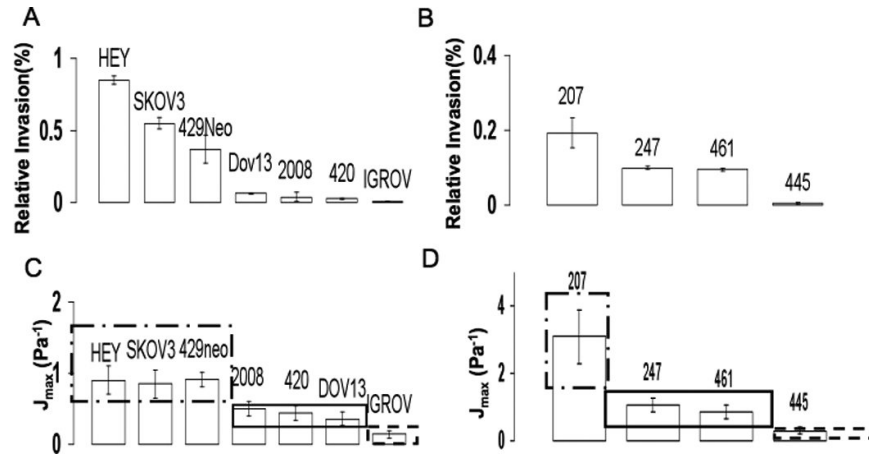 A
Relative Invasion(%)
1
0.5
0
HEY
SKOV3
429Neo
Dov13
2008
420
IGROV
B
Relative Invasion(%)
0.4
0.2
0
207
247
461
445
C
Jmax (Pa-1)
2
1
0
HEY
SKOV3
429neo
2008
420
DOV13
IGROV
D
Jmax (Pa-1)
4
2
0
207
247
461
445